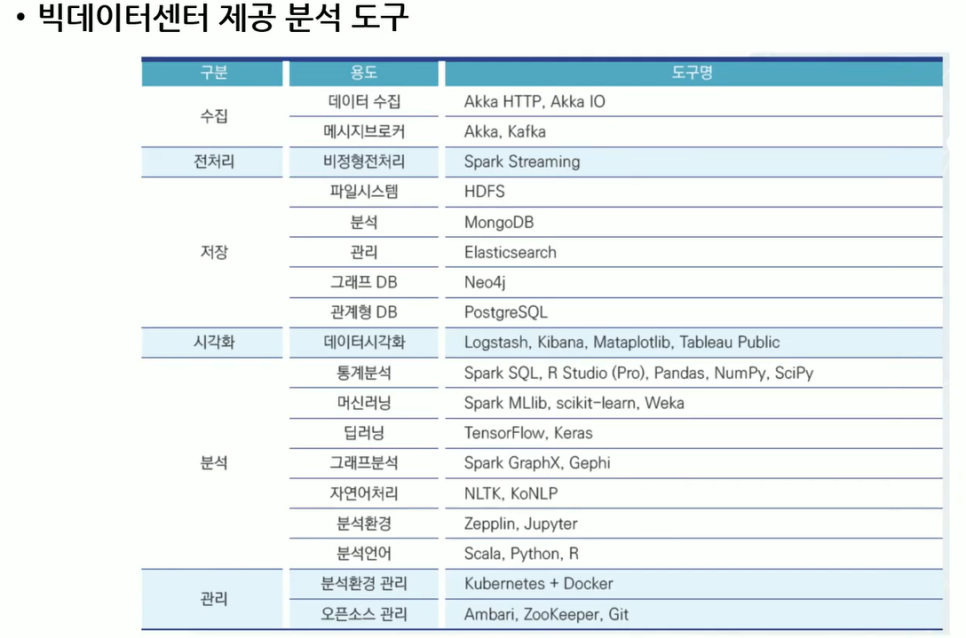 • 빅데이터센터 제공 분석 도구
구분 용도 도구명
수집 데이터 수집 Akka HTTP, Akka IO
메시지브로커 Akka, Kafka
전처리 비정형전처리 Spark Streaming
저장 파일시스템 HDFS
분석 MongoDB
관리 Elasticsearch
그래프 DB Neo4j
관계형 DB PostgreSQL
시각화 데이터시각화 Logstash, Kibana, Mataplotlib, Tableau Public
분석 통계분석 Spark SQL, R Studio (Pro), Pandas, NumPy, SciPy
머신러닝 Spark MLlib, scikit-learn, Weka
딥러닝 TensorFlow, Keras
그래프분석 Spark GraphX, Gephi
자연어처리 NLTK, KoNLP
분석환경 Zepplin, Jupyter
분석언어 Scala, Python, R
관리 분석환경 관리 Kubernetes + Docker
오픈소스 관리 Ambari, ZooKeeper, Git